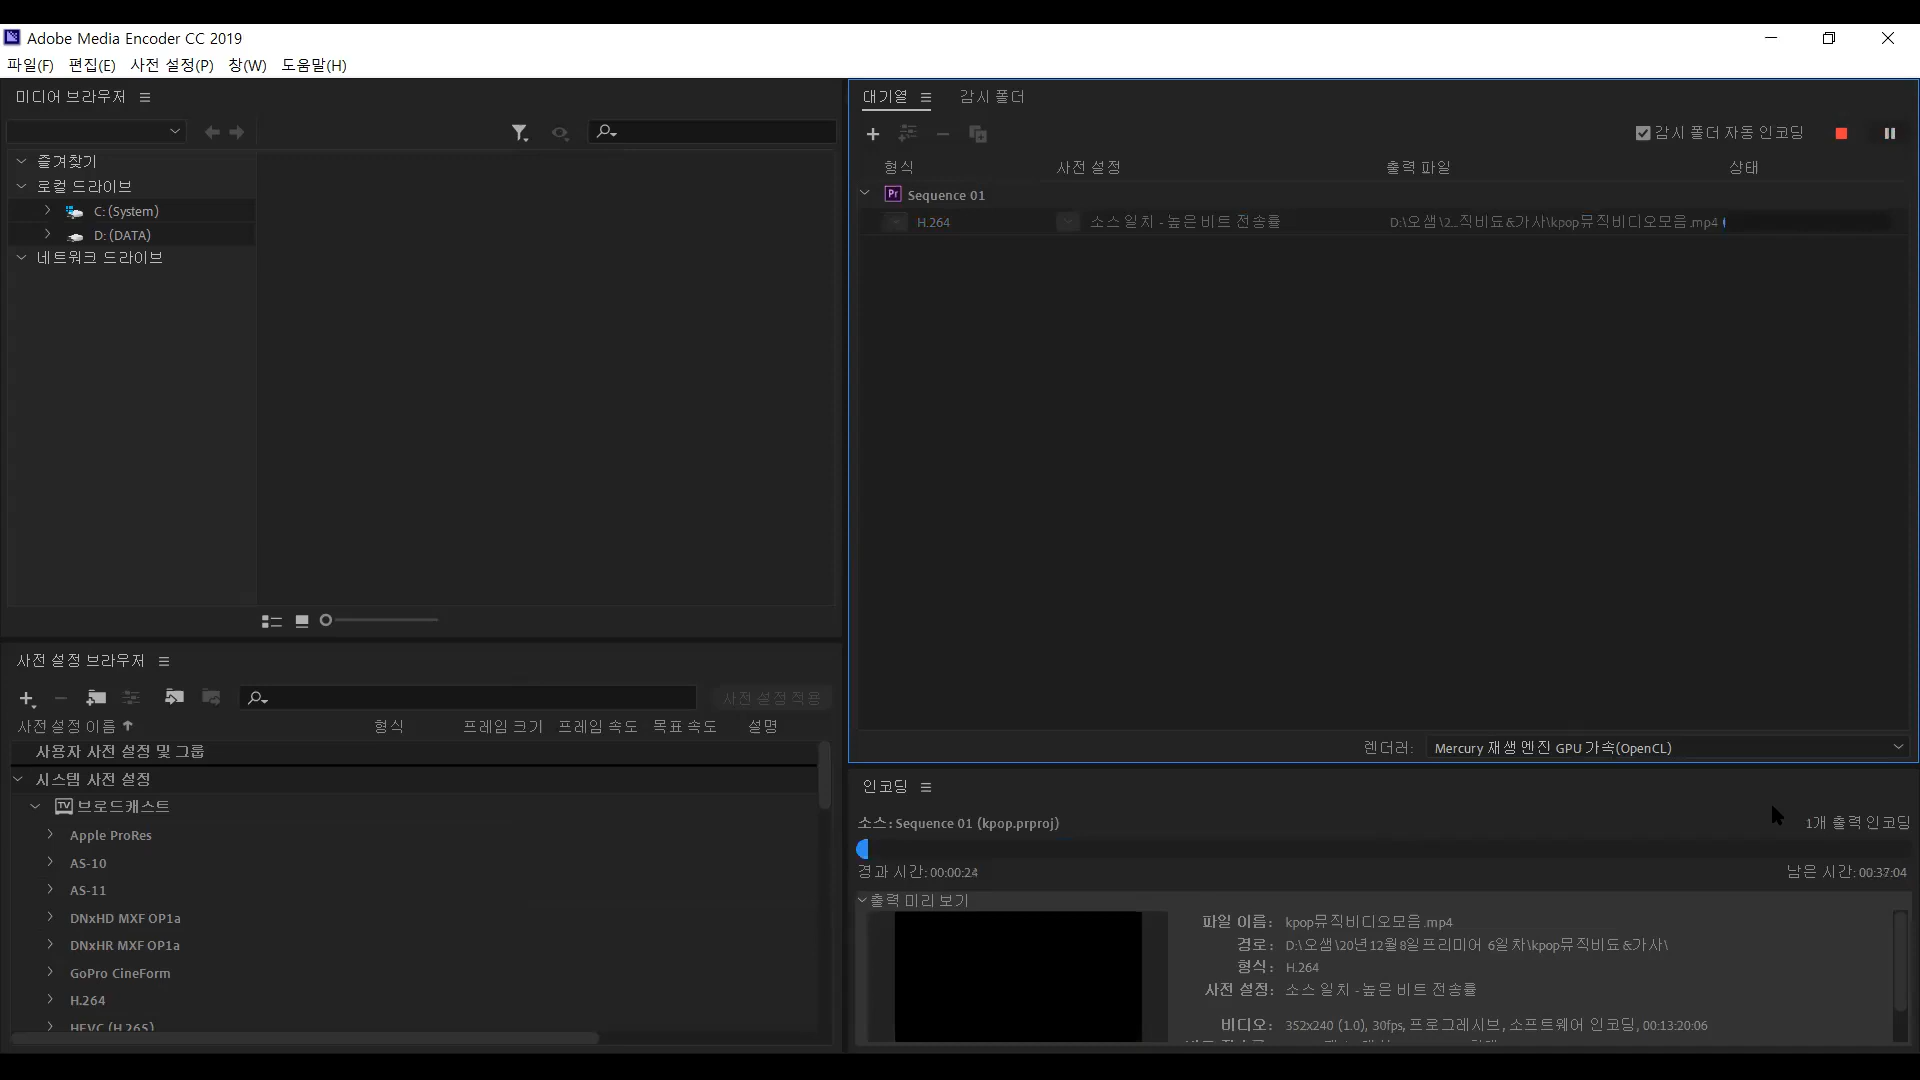 Adobe Media Encoder CC 2019
파일(F) 편집(E) 사전 설정(P) 창(W) 도움말(H)
미디어 브라우저
즐겨찾기
로컬 드라이브
C: (System)
D: (DATA)
네트워크 드라이브
대기열 감시 폴더
감시 폴더 자동 인코딩
형식 사전 설정 출력 파일 상태
Pr Sequence 01
H.264 소스 일치 - 높은 비트 전송률 D:\오샘\2_직비됴&가사\kpop뮤직비디오모음.mp4
렌더러: Mercury 재생 엔진 GPU 가속(OpenCL)
사전 설정 브라우저
사전 설정 적용
사전 설정 이름 형식 프레임 크기 프레임 속도 목표 속도 설명
사용자 사전 설정 및 그룹
시스템 사전 설정
TV 브로드캐스트
Apple ProRes
AS-10
AS-11
DNxHD MXF OP1a
DNxHR MXF OP1a
GoPro CineForm
H.264
HEVC (H.265)
인코딩
소스: Sequence 01 (kpop.prproj) 1개 출력 인코딩
경과 시간: 00:00:24 남은 시간: 00:37:04
출력 미리 보기
파일 이름: kpop뮤직비디오모음.mp4
경로: D:\오샘\20년12월8일프리미어 6일차\kpop뮤직비됴&가사\
형식: H.264
사전 설정: 소스 일치 - 높은 비트 전송률
비디오: 352x240 (1.0), 30fps, 프로그레시브, 소프트웨어 인코딩, 00:13:20:06